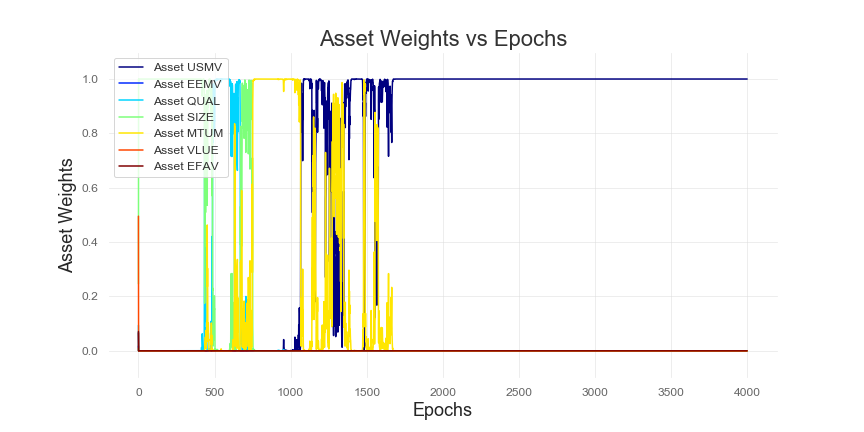 Asset Weights vs Epochs
Asset USMV
Asset EEMV
Asset QUAL
Asset SIZE
Asset MTUM
Asset VLUE
Asset EFAV
Asset Weights
1.0
0.8
0.6
0.4
0.2
0.0
0 500 1000 1500 2000 2500 3000 3500 4000
Epochs